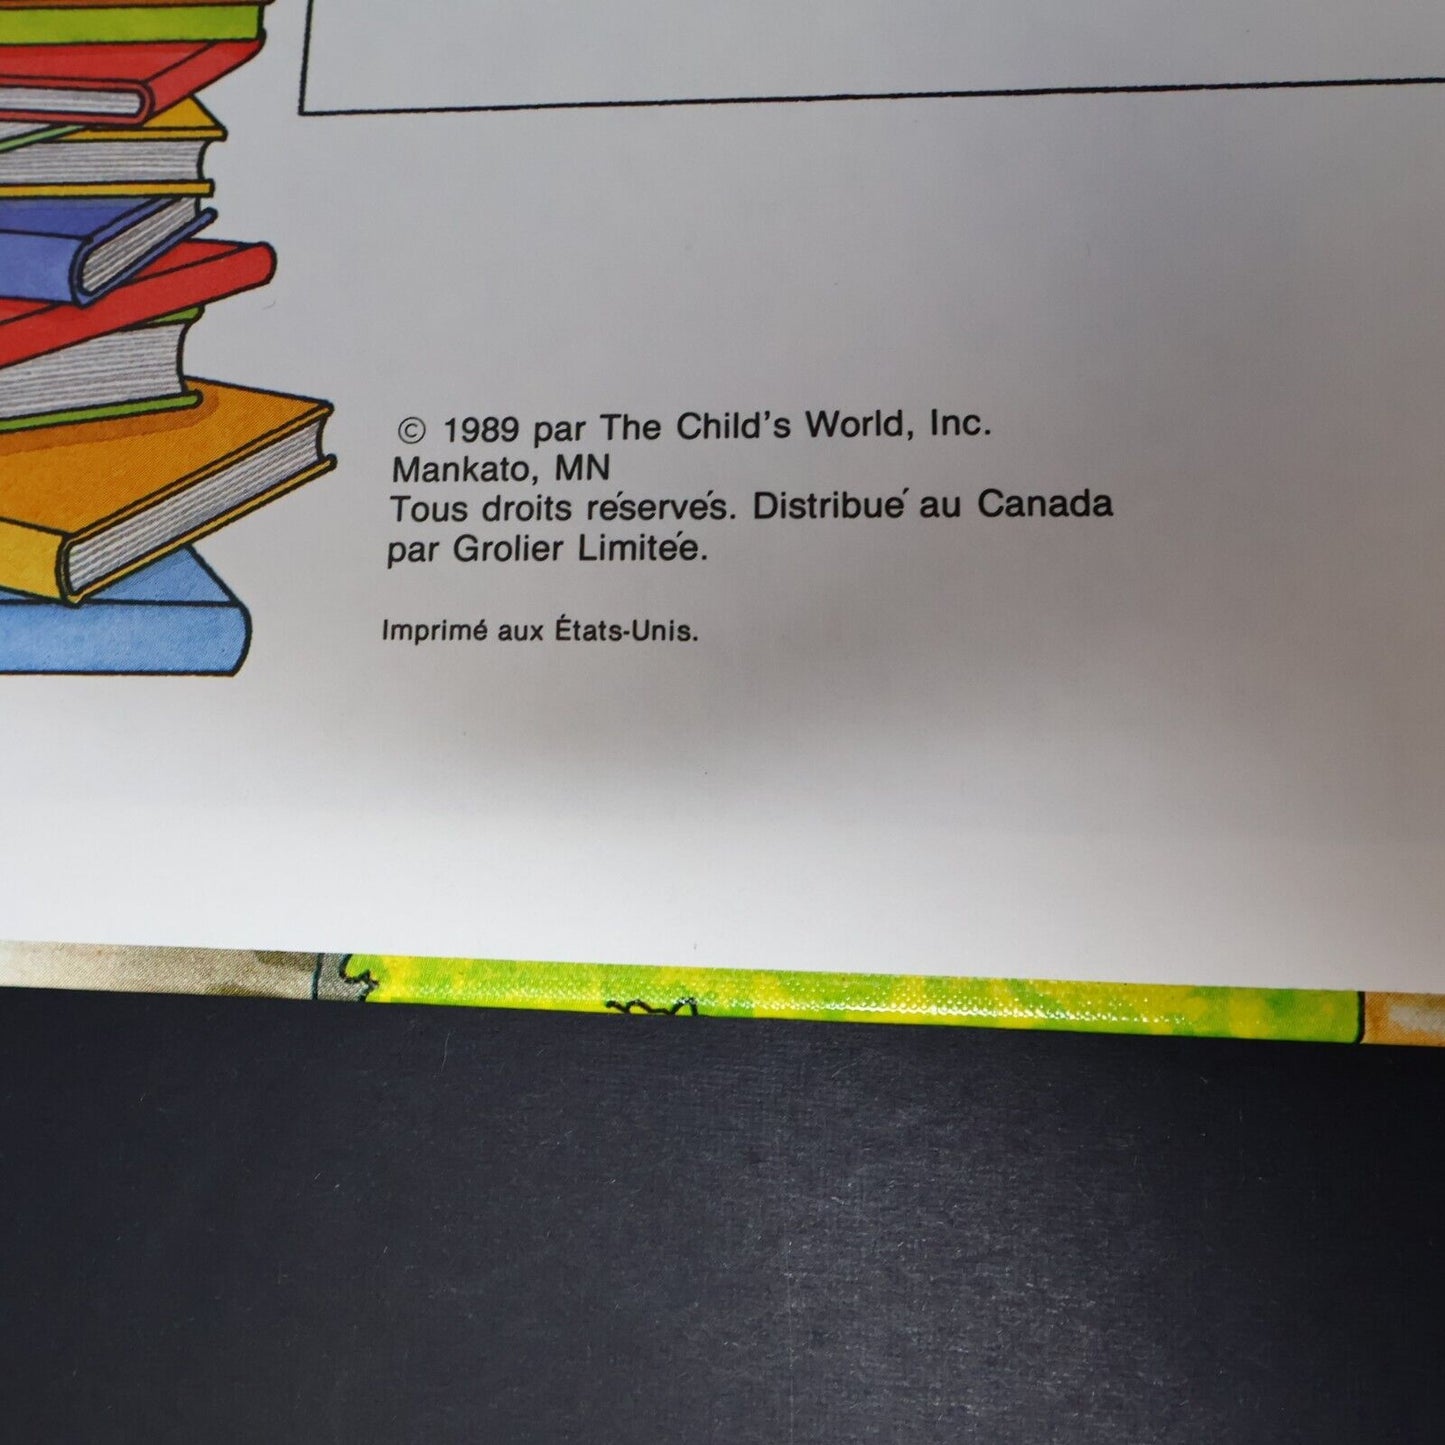 © 1989 par The Child's World, Inc.
Mankato, MN
Tous droits réservés. Distribué au Canada
par Grolier Limitée.
Imprimé aux États-Unis.